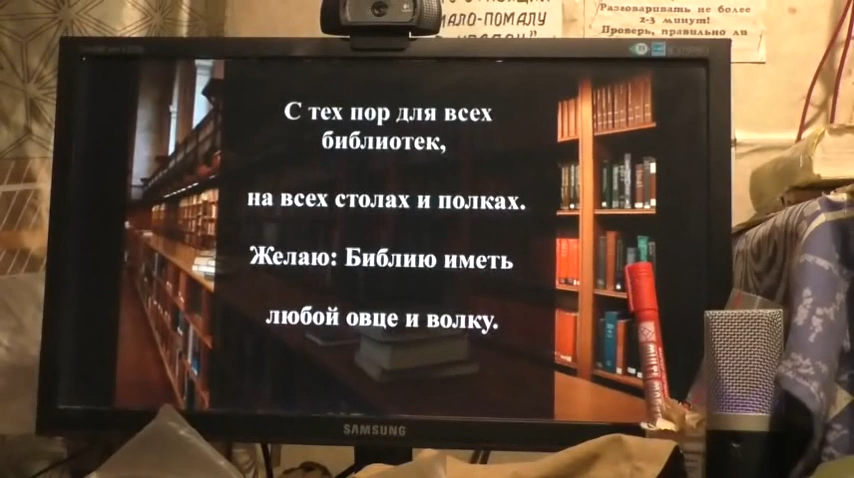 МАЛО-ПОМАЛУ
Разговаривать не более
2-3 минут!
Проверь, правильно ли
С тех пор для всех
библиотек,
на всех столах и полках.
Желаю: Библию иметь
любой овце и волку.
SAMSUNG